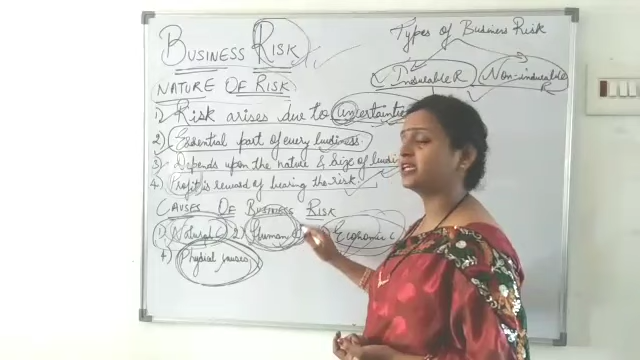 BUSINESS RISK
Types of Business Risk
NATURE OF RISK
Insurable R
Non-insurable R
1) Risk arises due to uncertaintie
2) Essential part of every business.
3) Depends upon the nature & Size of busi
4. Profit is reward of bearing the risk
CAUSES OF BUSINESS RISK
1) Natural C 2) Human C Economic C
4) Physical causes